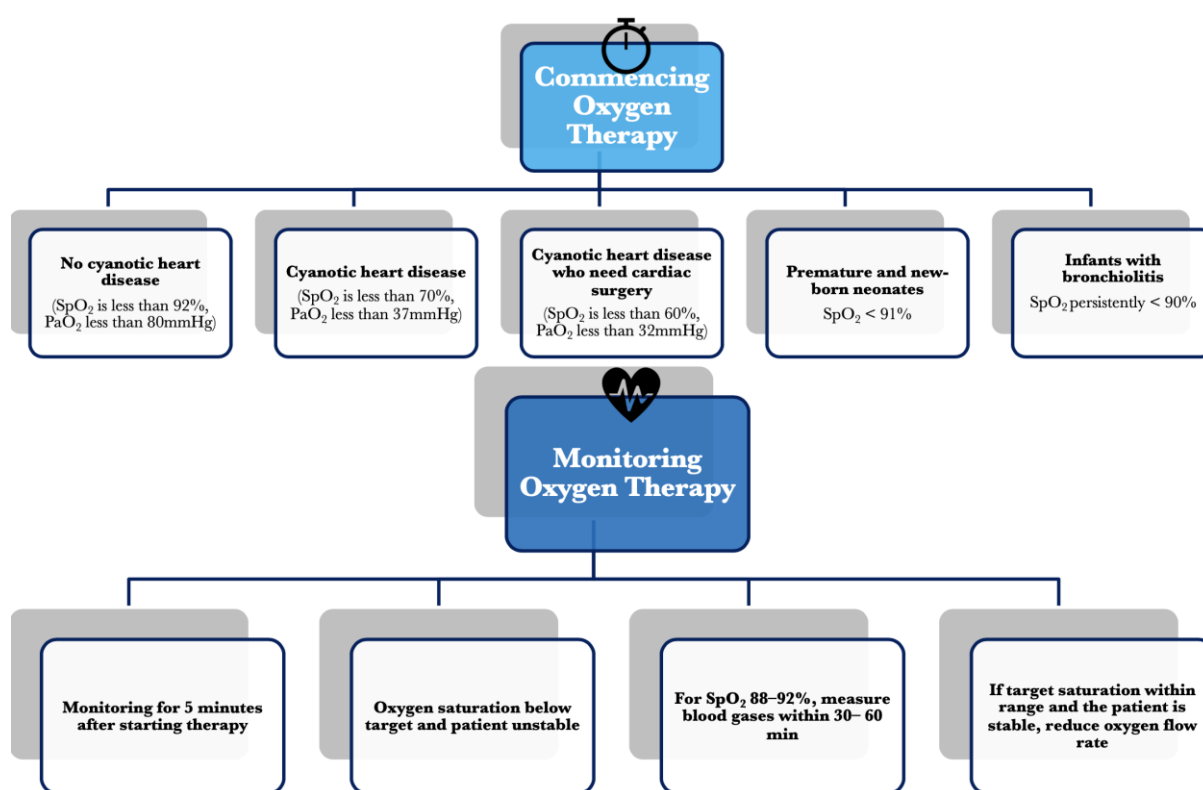 Commencing
Oxygen
Therapy
No cyanotic heart
disease
(SpO₂ is less than 92%,
PaO₂ less than 80mmHg)
Cyanotic heart disease
(SpO₂ is less than 70%,
PaO₂ less than 37mmHg)
Cyanotic heart disease
who need cardiac
surgery
(SpO₂ is less than 60%,
PaO₂ less than 32mmHg)
Premature and new-
born neonates
SpO₂ < 91%
Infants with
bronchiolitis
SpO₂ persistently < 90%
Monitoring
Oxygen Therapy
Monitoring for 5 minutes
after starting therapy
Oxygen saturation below
target and patient unstable
For SpO₂ 88–92%, measure
blood gases within 30– 60
min
If target saturation within
range and the patient is
stable, reduce oxygen flow
rate